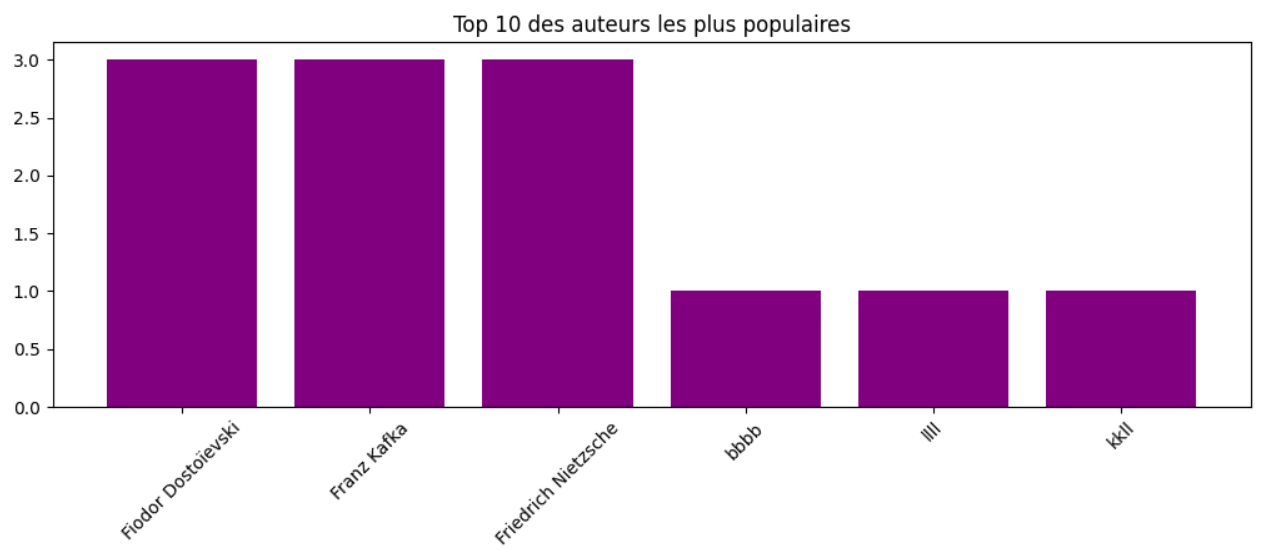 Top 10 des auteurs les plus populaires
3.0
2.5
2.0
1.5
1.0
0.5
0.0
Fiodor Dostoïevski
Franz Kafka
Friedrich Nietzsche
bbbb
llll
kkll